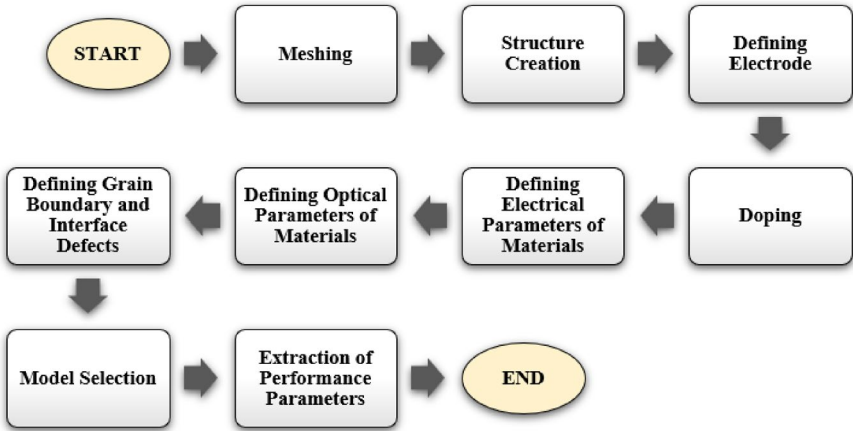 START
Meshing
Structure
Creation
Defining
Electrode
Doping
Defining
Electrical
Parameters of
Materials
Defining Optical
Parameters of
Materials
Defining Grain
Boundary and
Interface
Defects
Model Selection
Extraction of
Performance
Parameters
END